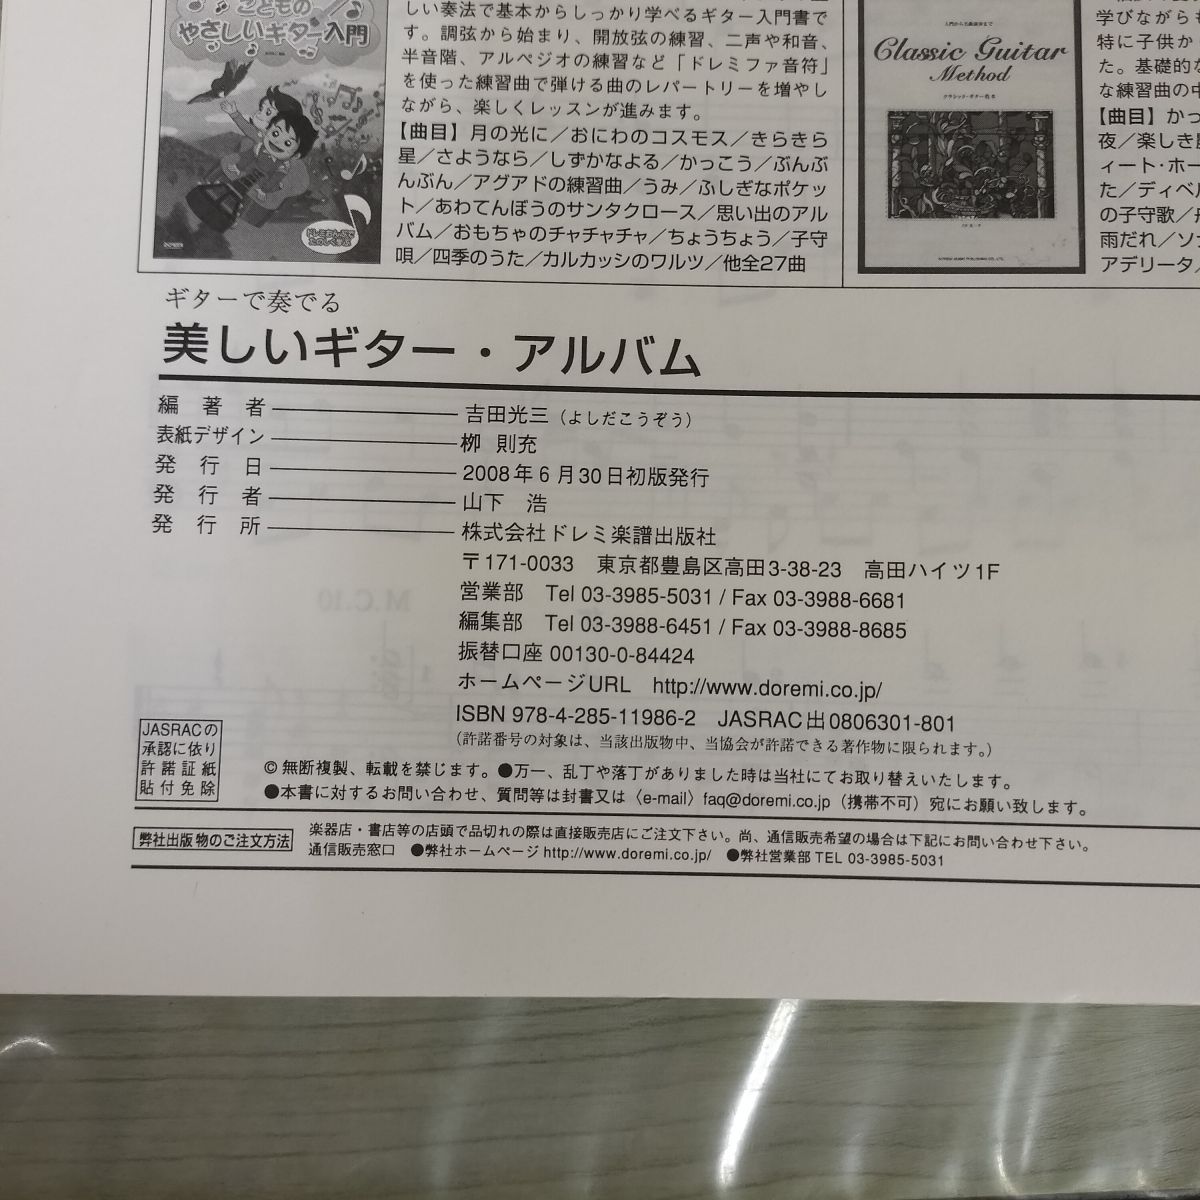 こどもの
やさしいギター入門
ドレミおんぷで
たのしく学ぶ
しい奏法で基本からしっかり学べるギター入門書で
す。調弦から始まり、開放弦の練習、二声や和音、
半音階、アルペジオの練習など「ドレミファ音符」
を使った練習曲で弾ける曲のレパートリーを増やし
ながら、楽しくレッスンが進みます。
【曲目】月の光に／おにわのコスモス／きらきら
星／さようなら／しずかなよる／かっこう／ぶんぶ
んぶん／アグアドの練習曲／うみ／ふしぎなポケッ
ト／あわてんぼうのサンタクロース／思い出のアル
バム／おもちゃのチャチャチャ／ちょうちょう／子守
唄／四季のうた／カルカッシのワルツ／他全27曲
入門から名曲演奏まで
Classic Guitar
Method
クラシック・ギター教本
学びながらも
特に子供か
た。基礎的な
な練習曲の中
【曲目】かっ
夜／楽しき
ィート・ホー
た／ディベル
の子守歌／
雨だれ／ソナ
アデリータ／
ギターで奏でる
美しいギター・アルバム
編著者 吉田光三（よしだこうぞう）
表紙デザイン 栁 則充
発行日 2008年6月30日初版発行
発行者 山下 浩
発行所 株式会社ドレミ楽譜出版社
〒171-0033 東京都豊島区高田3-38-23 高田ハイツ1F
営業部 Tel 03-3985-5031 / Fax 03-3988-6681
編集部 Tel 03-3988-6451 / Fax 03-3988-8685
振替口座 00130-0-84424
ホームページURL http://www.doremi.co.jp/
ISBN 978-4-285-11986-2 JASRAC出0806301-801
（許諾番号の対象は、当該出版物中、当協会が許諾できる著作物に限られます。）
JASRACの
承認に依り
許諾証紙
貼付免除
© 無断複製、転載を禁じます。●万一、乱丁や落丁がありました時は当社にてお取り替えいたします。
●本書に対するお問い合わせ、質問等は封書又は〈e-mail〉faq@doremi.co.jp（携帯不可）宛にお願い致します。
弊社出版物のご注文方法
楽器店・書店等の店頭で品切れの際は直接販売店にご注文下さい。尚、通信販売希望の場合は下記にお問い合わせ下さい。
通信販売窓口 ●弊社ホームページ http://www.doremi.co.jp/ ●弊社営業部 TEL 03-3985-5031